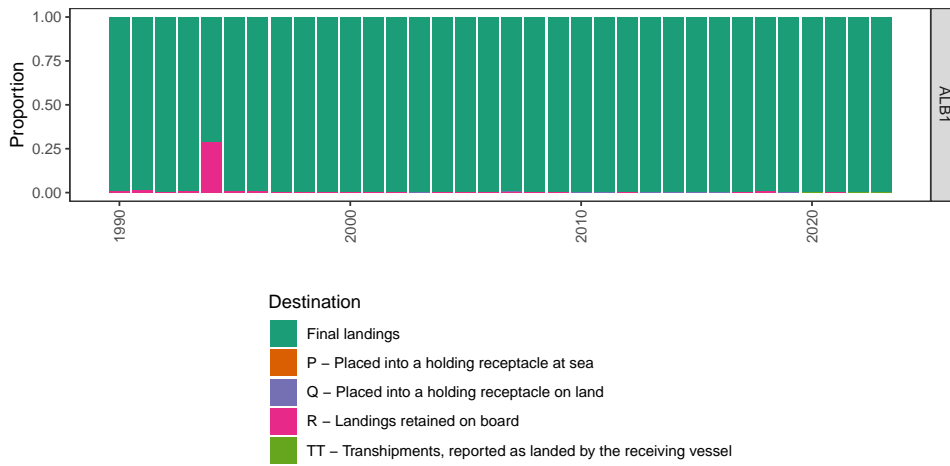 1.00
0.75
0.50
0.25
0.00
Proportion
ALB1
1990
2000
2010
2020
Destination
Final landings
P − Placed into a holding receptacle at sea
Q − Placed into a holding receptacle on land
R − Landings retained on board
TT − Transhipments, reported as landed by the receiving vessel